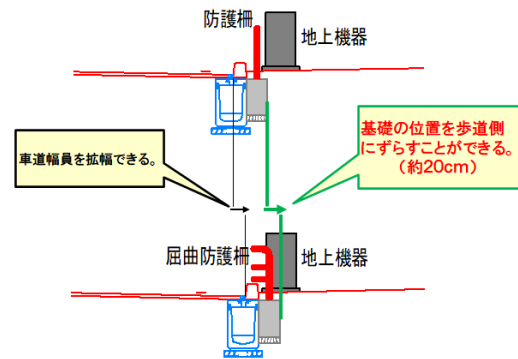 防護柵
地上機器
車道幅員を拡幅できる。
基礎の位置を歩道側
にずらすことができる。
（約20cm）
屈曲防護柵
地上機器